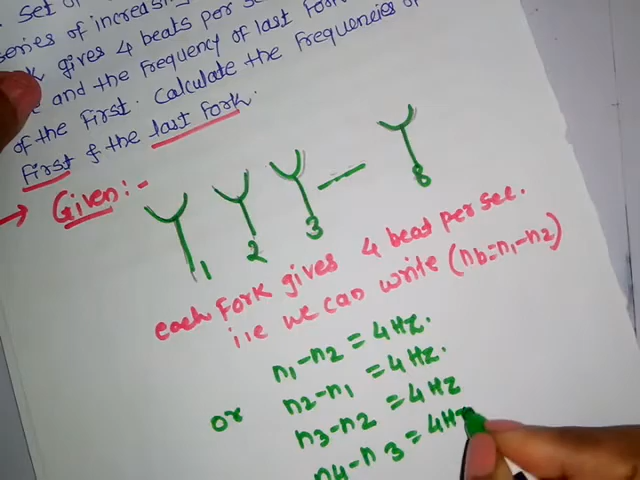 set of
series of increasing
gives 4 beats per se
and the frequency of last Fork
of the First. Calculate the Frequencies of
First & the last Fork.
→ Given:-
1 2 3 — 8
each Fork gives 4 beat per sec.
i.e we can write (nb=n1-n2)
n1-n2 = 4HZ.
or n2-n1 = 4HZ.
n3-n2 = 4HZ
n4-n3 = 4H